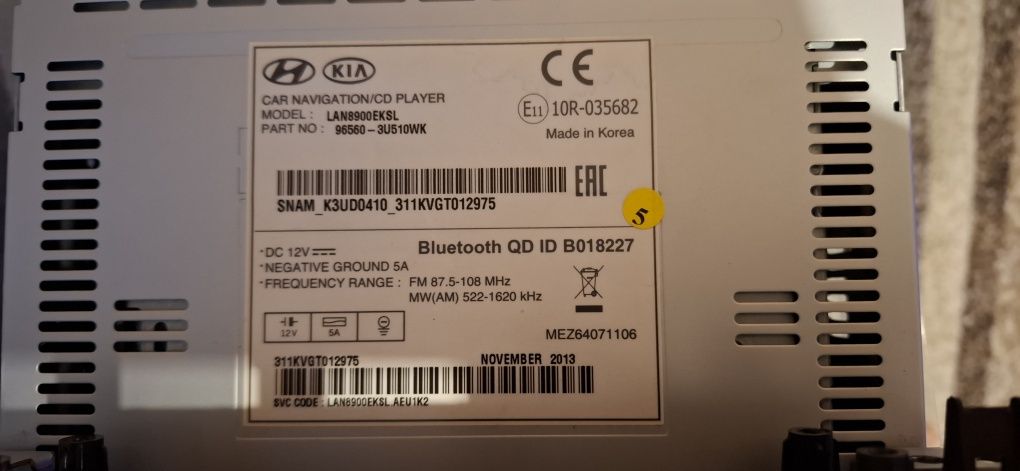 KIA
CE
CAR NAVIGATION/CD PLAYER
MODEL : LAN8900EKSL
PART NO : 96560-3U510WK
E11 10R-035682
Made in Korea
EAC
SNAM_K3UD0410_311KVGT012975
5
Bluetooth QD ID B018227
·DC 12V
·NEGATIVE GROUND 5A
·FREQUENCY RANGE : FM 87.5-108 MHz
MW(AM) 522-1620 kHz
12V 5A
MEZ64071106
311KVGT012975 NOVEMBER 2013
SVC CODE : LAN8900EKSL.AEU1K2